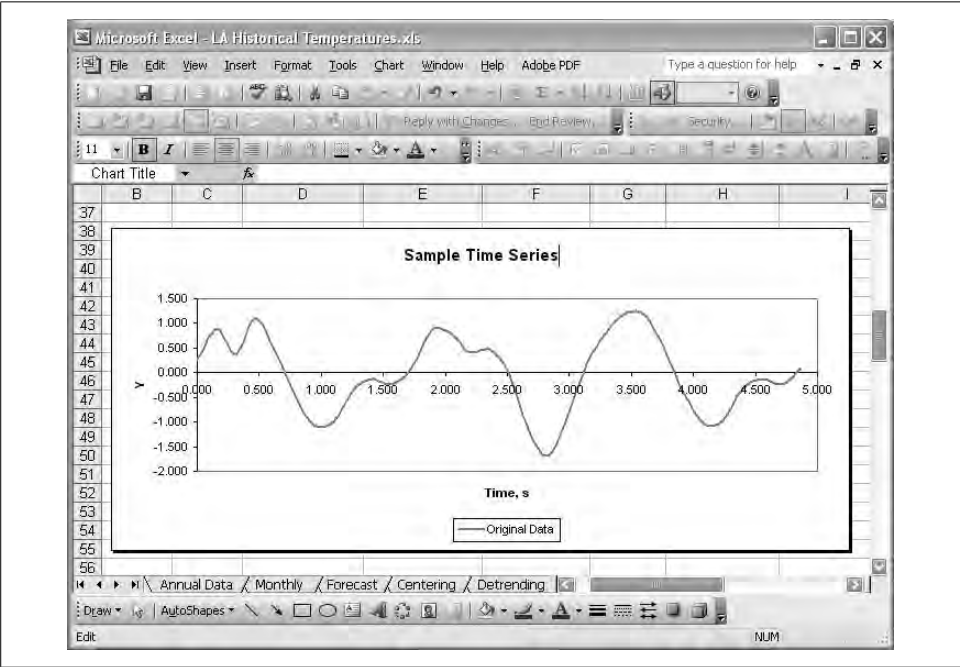 Microsoft Excel - LA Historical Temperatures.xls
File Edit View Insert Format Tools Chart Window Help Adobe PDF Type a question for help
Reply with Changes... End Review... Security...
11 B I A
Chart Title fx
B C D E F G H I
37
38
39
40
41
42
43
44
45
46
47
48
49
50
51
52
53
54
55
56
Sample Time Series
1.500
1.000
0.500
0.000
-0.500
-1.000
-1.500
-2.000
Y
0.000 0.500 1.000 1.500 2.000 2.500 3.000 3.500 4.000 4.500 5.000
Time, s
Original Data
Annual Data / Monthly / Forecast / Centering / Detrending
Draw AutoShapes A
Edit NUM